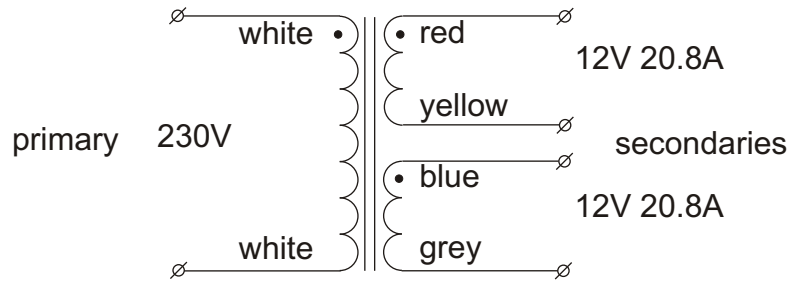 white
red
12V 20.8A
yellow
primary 230V
secondaries
blue
12V 20.8A
white
grey